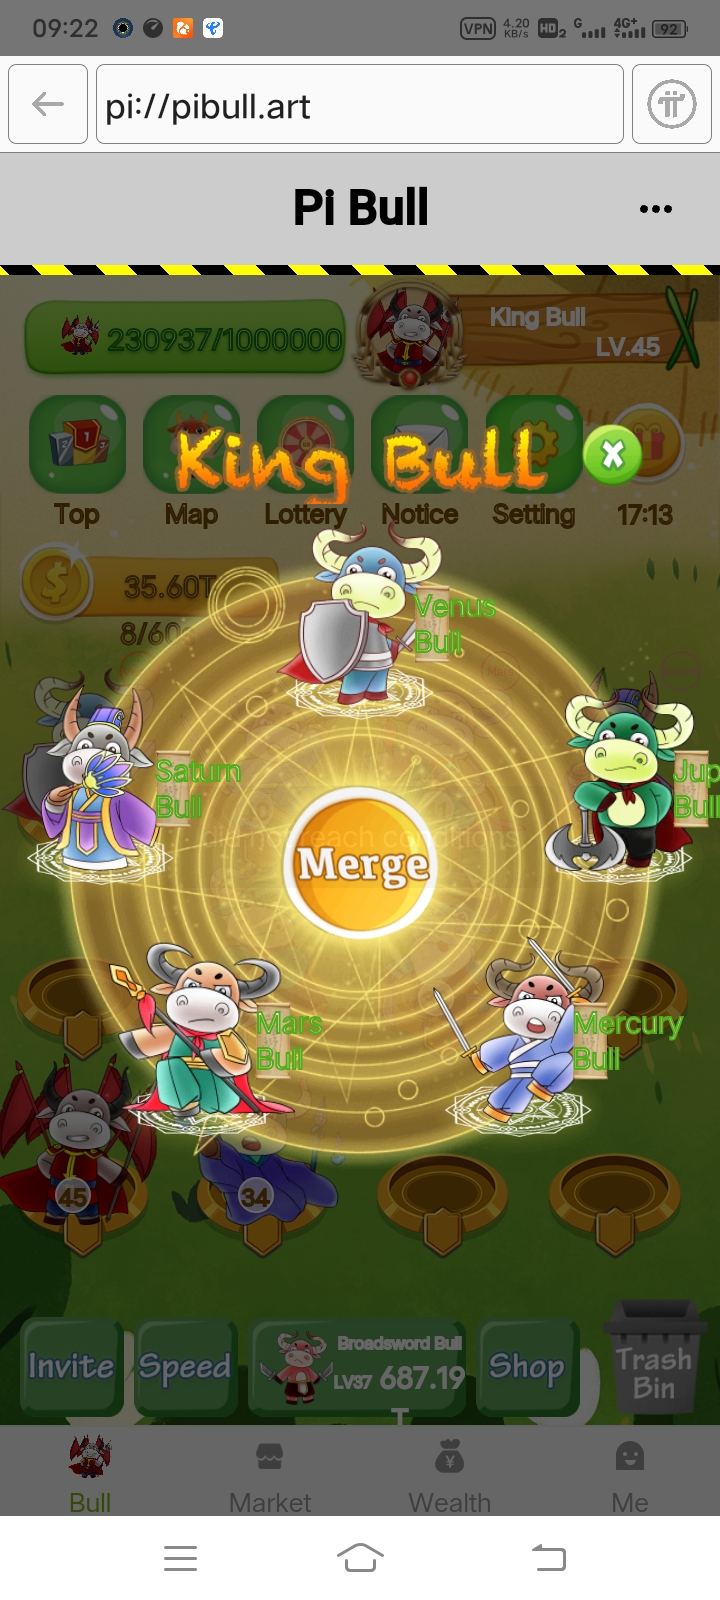 09:22
VPN
4.20
KB/s
HD2
G
4G+
92
pi://pibull.art
Pi Bull
230937/1000000
King Bull
LV.45
King Bull
Top
Map
Lottery
Notice
Setting
17:13
35.60T
8/60
Venus
Bull
Saturn
Bull
Jup
Bull
Merge
Mars
Bull
Mercury
Bull
45
34
Invite
Speed
Broadsword Bull
LV37 687.19
T
Shop
Trash
Bin
Bull
Market
Wealth
Me